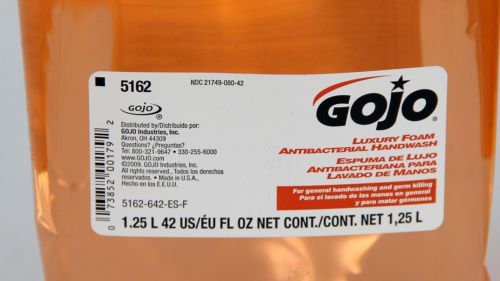 5162
NDC 21749-080-42
GOJO
Distributed by/Distribuido por:
GOJO Industries, Inc.
Akron, OH 44309
Questions? ¿Preguntas?
Tel: 800-321-9647 • 330-255-6000
www.GOJO.com
©2009. GOJO Industries, Inc.
All rights reserved., Todos los derechos
reservados. • Made in U.S.A.,
Hecho en los E.E.U.U.
0 73852 00179 2
5162-642-ES-F
GOJO
LUXURY FOAM
ANTIBACTERIAL HANDWASH
ESPUMA DE LUJO
ANTIBACTERIANA PARA
LAVADO DE MANOS
For general handwashing and germ killing
Para el lavado de las manos en general
y para matar gérmenes
1.25 L 42 US/ÉU FL OZ NET CONT./CONT. NET 1,25 L